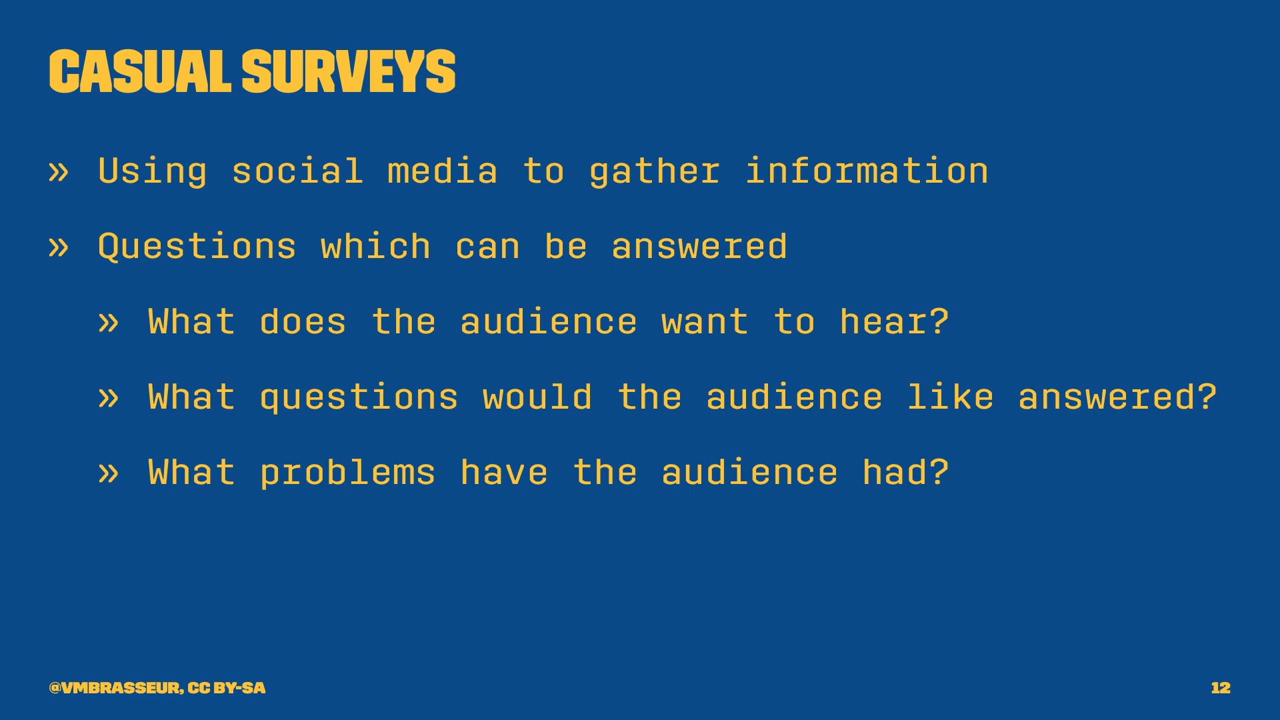 CASUAL SURVEYS
» Using social media to gather information
» Questions which can be answered
» What does the audience want to hear?
» What questions would the audience like answered?
» What problems have the audience had?
@VMBRASSEUR, CC BY-SA
12